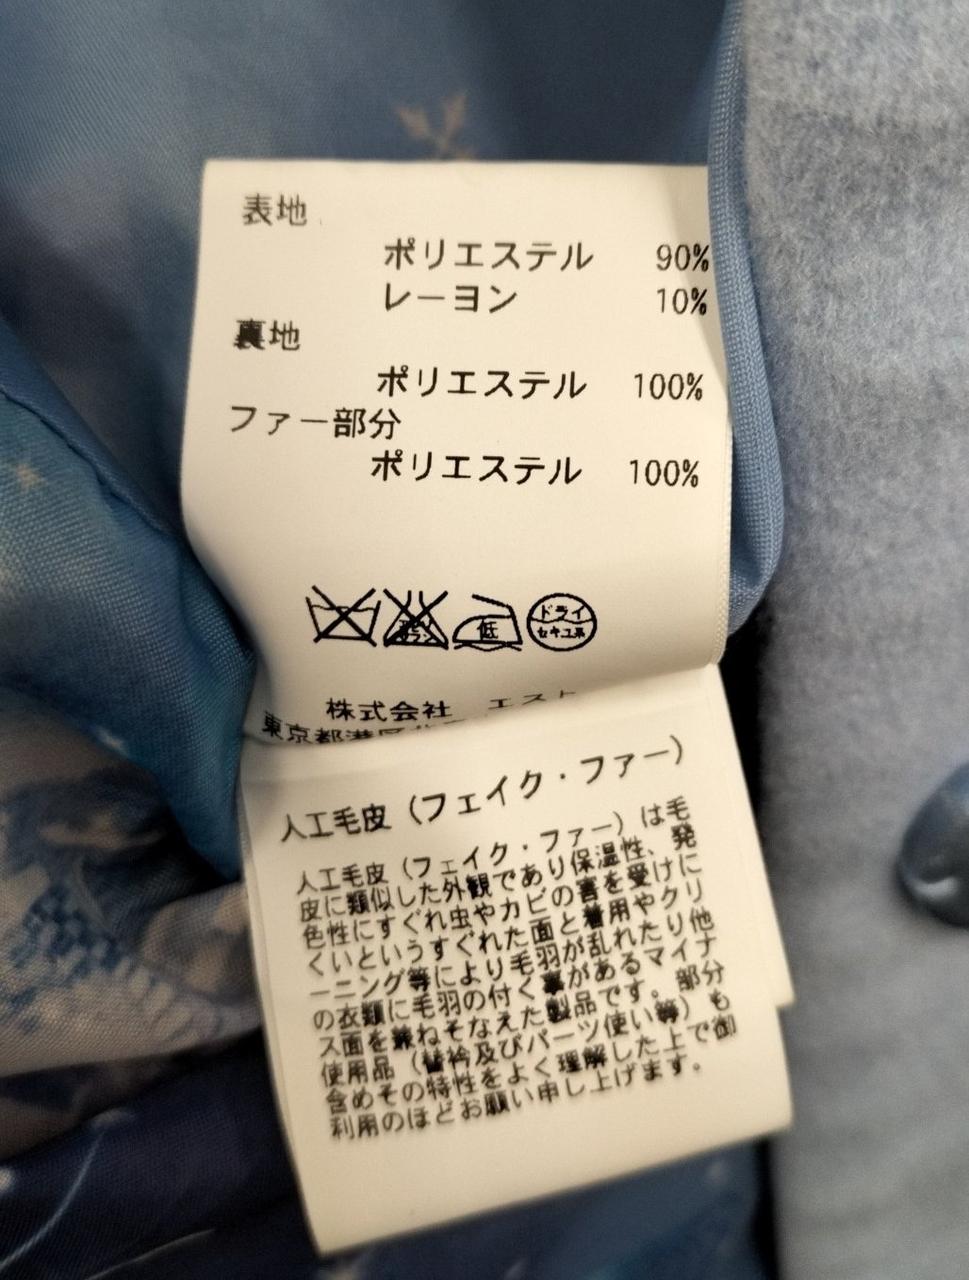 表地
ポリエステル 90%
レーヨン 10%
裏地
ポリエステル 100%
ファー部分
ポリエステル 100%
低
ドライ
セキユ系
株式会社 エスト
東京都港区
人工毛皮（フェイク・ファー）
人工毛皮（フェイク・ファー）は毛
皮に類似した外観であり保温性、発
色性にすぐれ虫やカビの害を受けに
くいというすぐれた面と着用やクリ
ーニング等により毛羽が乱れたり他
の衣類に毛羽の付く事があるマイナ
ス面を兼ねそなえた製品です。部分
使用品（替衿及びパーツ使い等）も
含めその特性をよく理解した上で御
利用のほどお願い申し上げます。